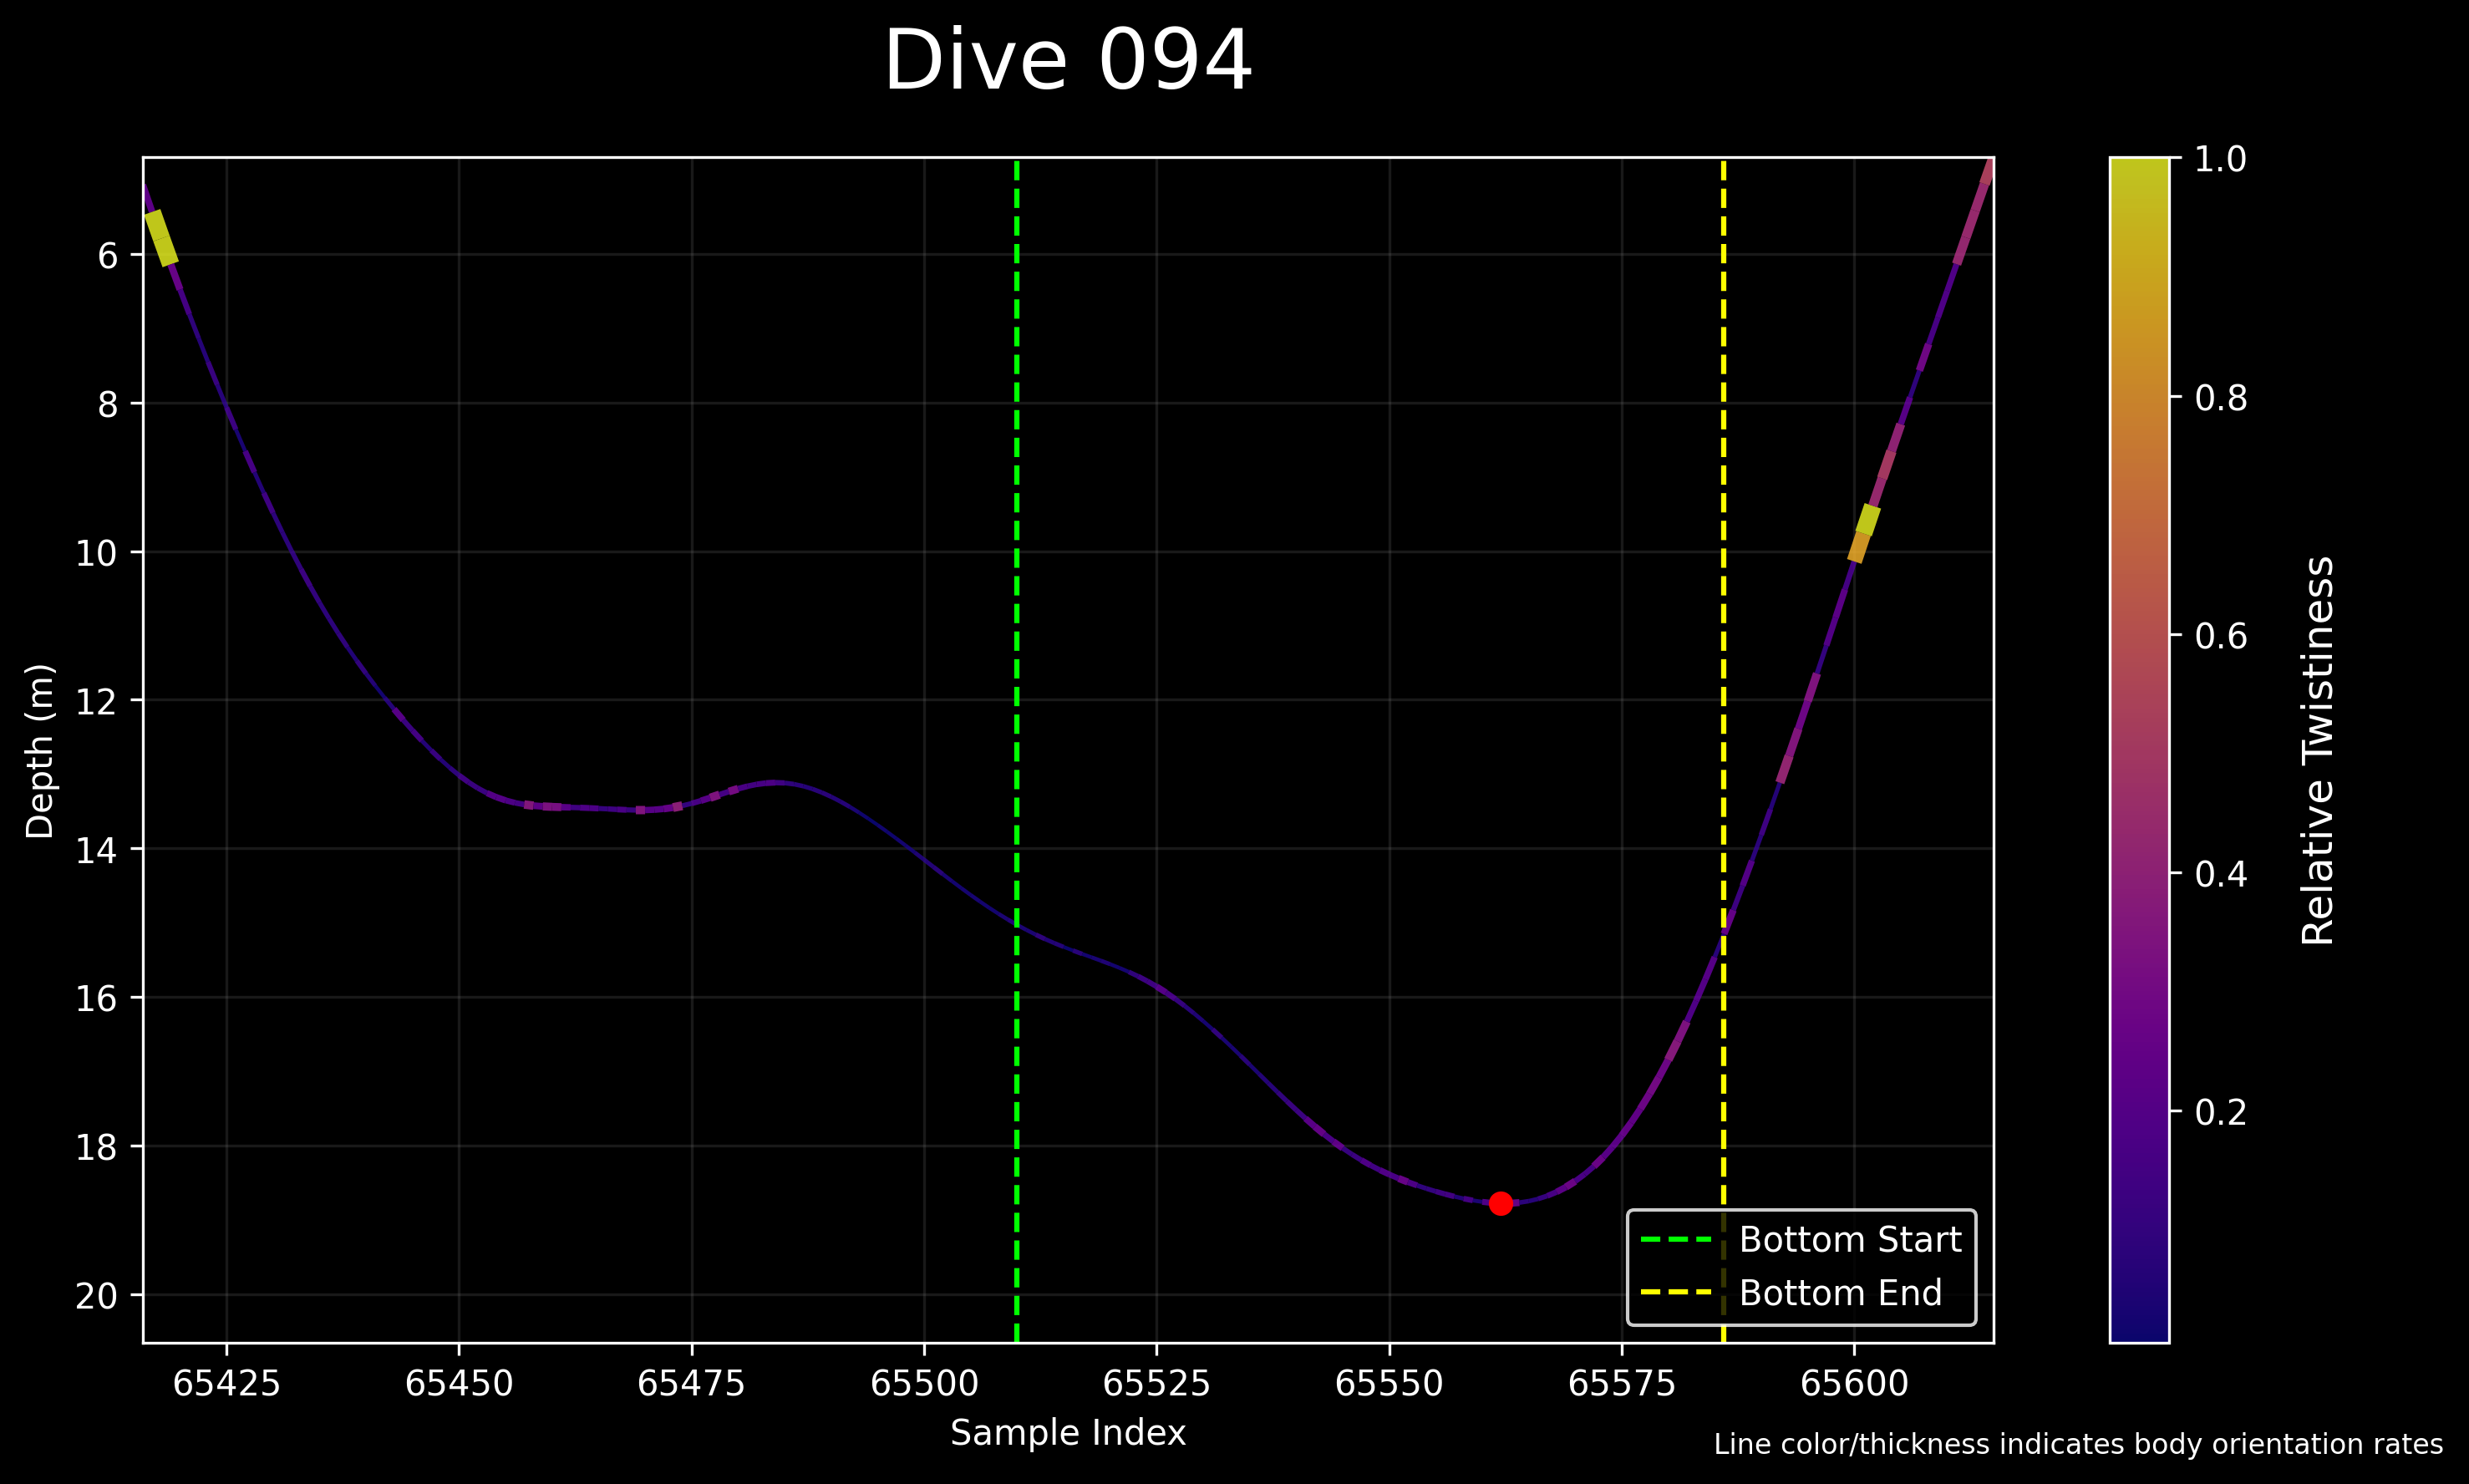 Dive 094
Depth (m)
6
8
10
12
14
16
18
20
65425 65450 65475 65500 65525 65550 65575 65600
Sample Index
Bottom Start
Bottom End
1.0
0.8
0.6
0.4
0.2
Relative Twistiness
Line color/thickness indicates body orientation rates